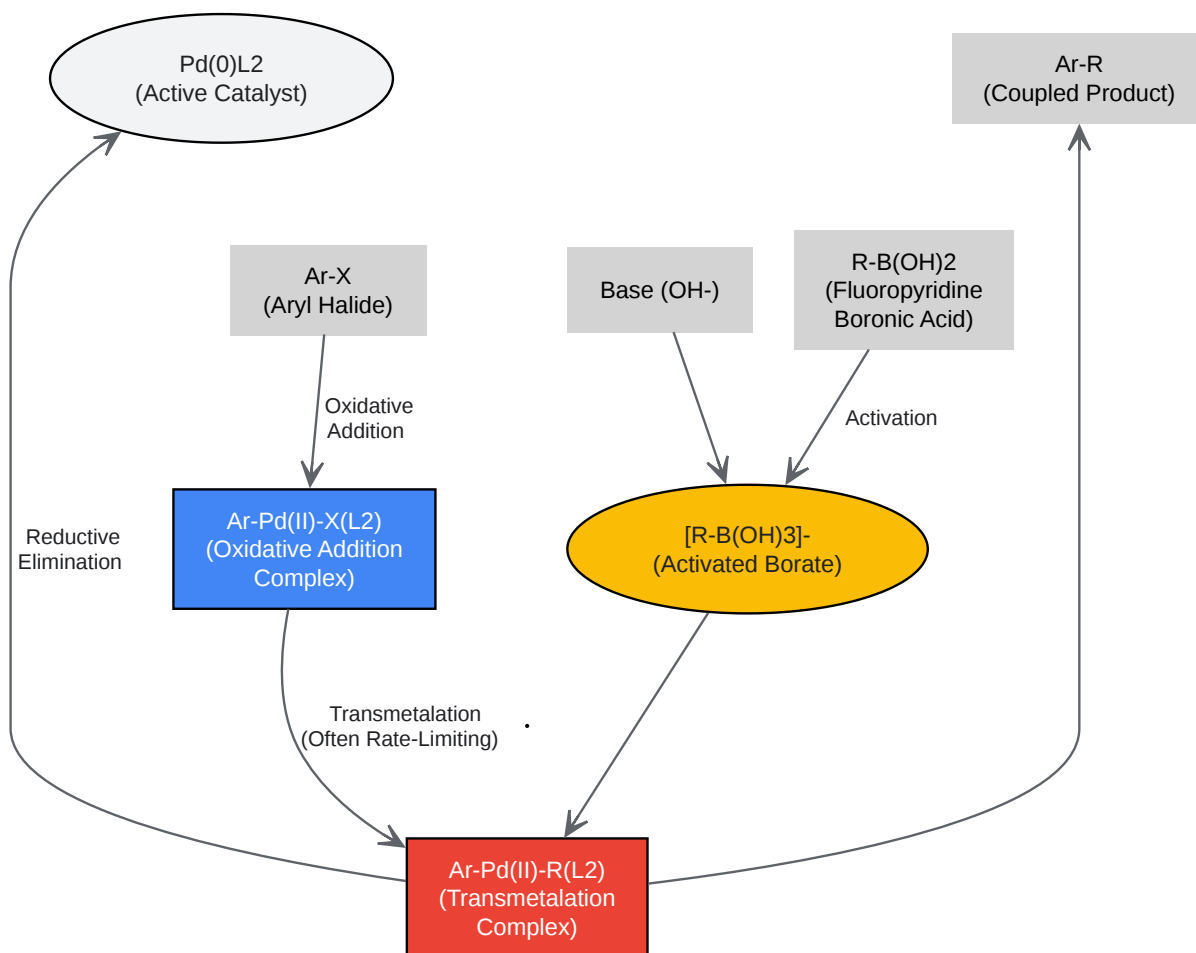 Pd(0)L2
(Active Catalyst)
Ar-R
(Coupled Product)
Ar-X
(Aryl Halide)
Base (OH-)
R-B(OH)2
(Fluoropyridine
Boronic Acid)
Oxidative
Addition
Activation
Reductive
Elimination
Ar-Pd(II)-X(L2)
(Oxidative Addition
Complex)
[R-B(OH)3]-
(Activated Borate)
Transmetalation
(Often Rate-Limiting)
Ar-Pd(II)-R(L2)
(Transmetalation
Complex)